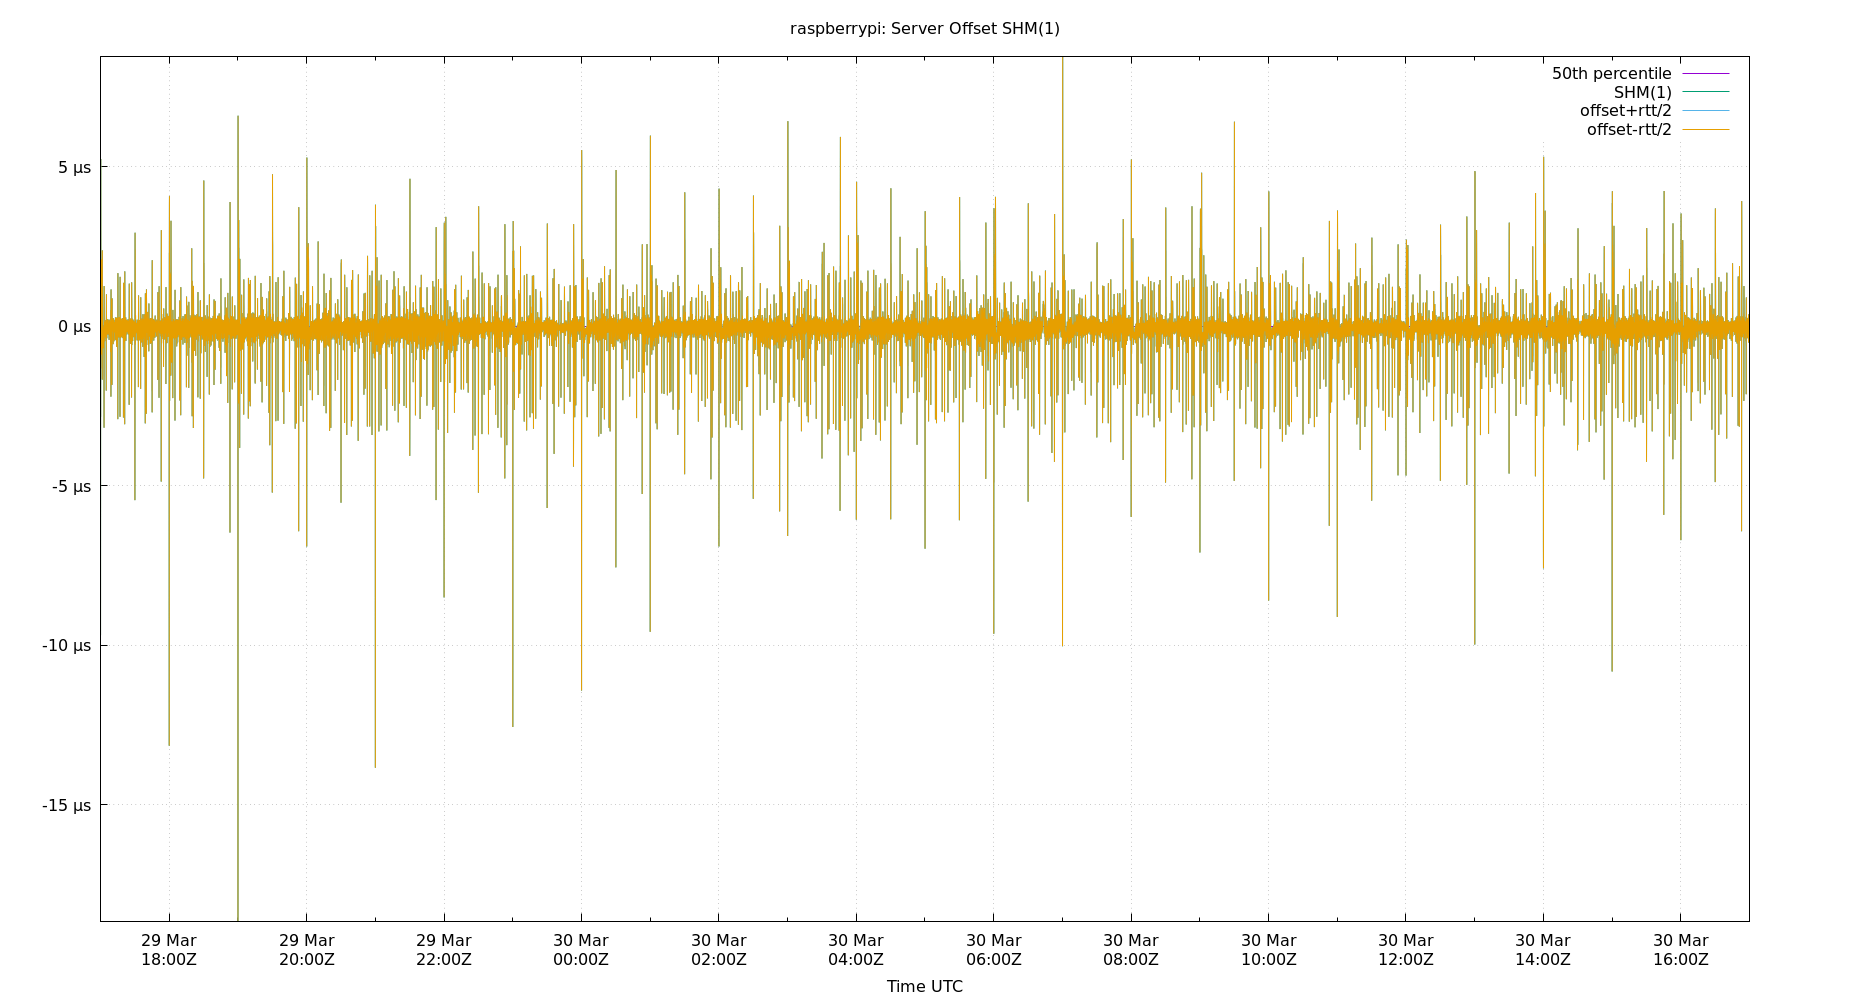 raspberrypi: Server Offset SHM(1)
50th percentile
SHM(1)
offset+rtt/2
offset-rtt/2
5 µs
0 µs
-5 µs
-10 µs
-15 µs
29 Mar 29 Mar 29 Mar 30 Mar 30 Mar 30 Mar 30 Mar 30 Mar 30 Mar 30 Mar 30 Mar 30 Mar
18:00Z 20:00Z 22:00Z 00:00Z 02:00Z 04:00Z 06:00Z 08:00Z 10:00Z 12:00Z 14:00Z 16:00Z
Time UTC